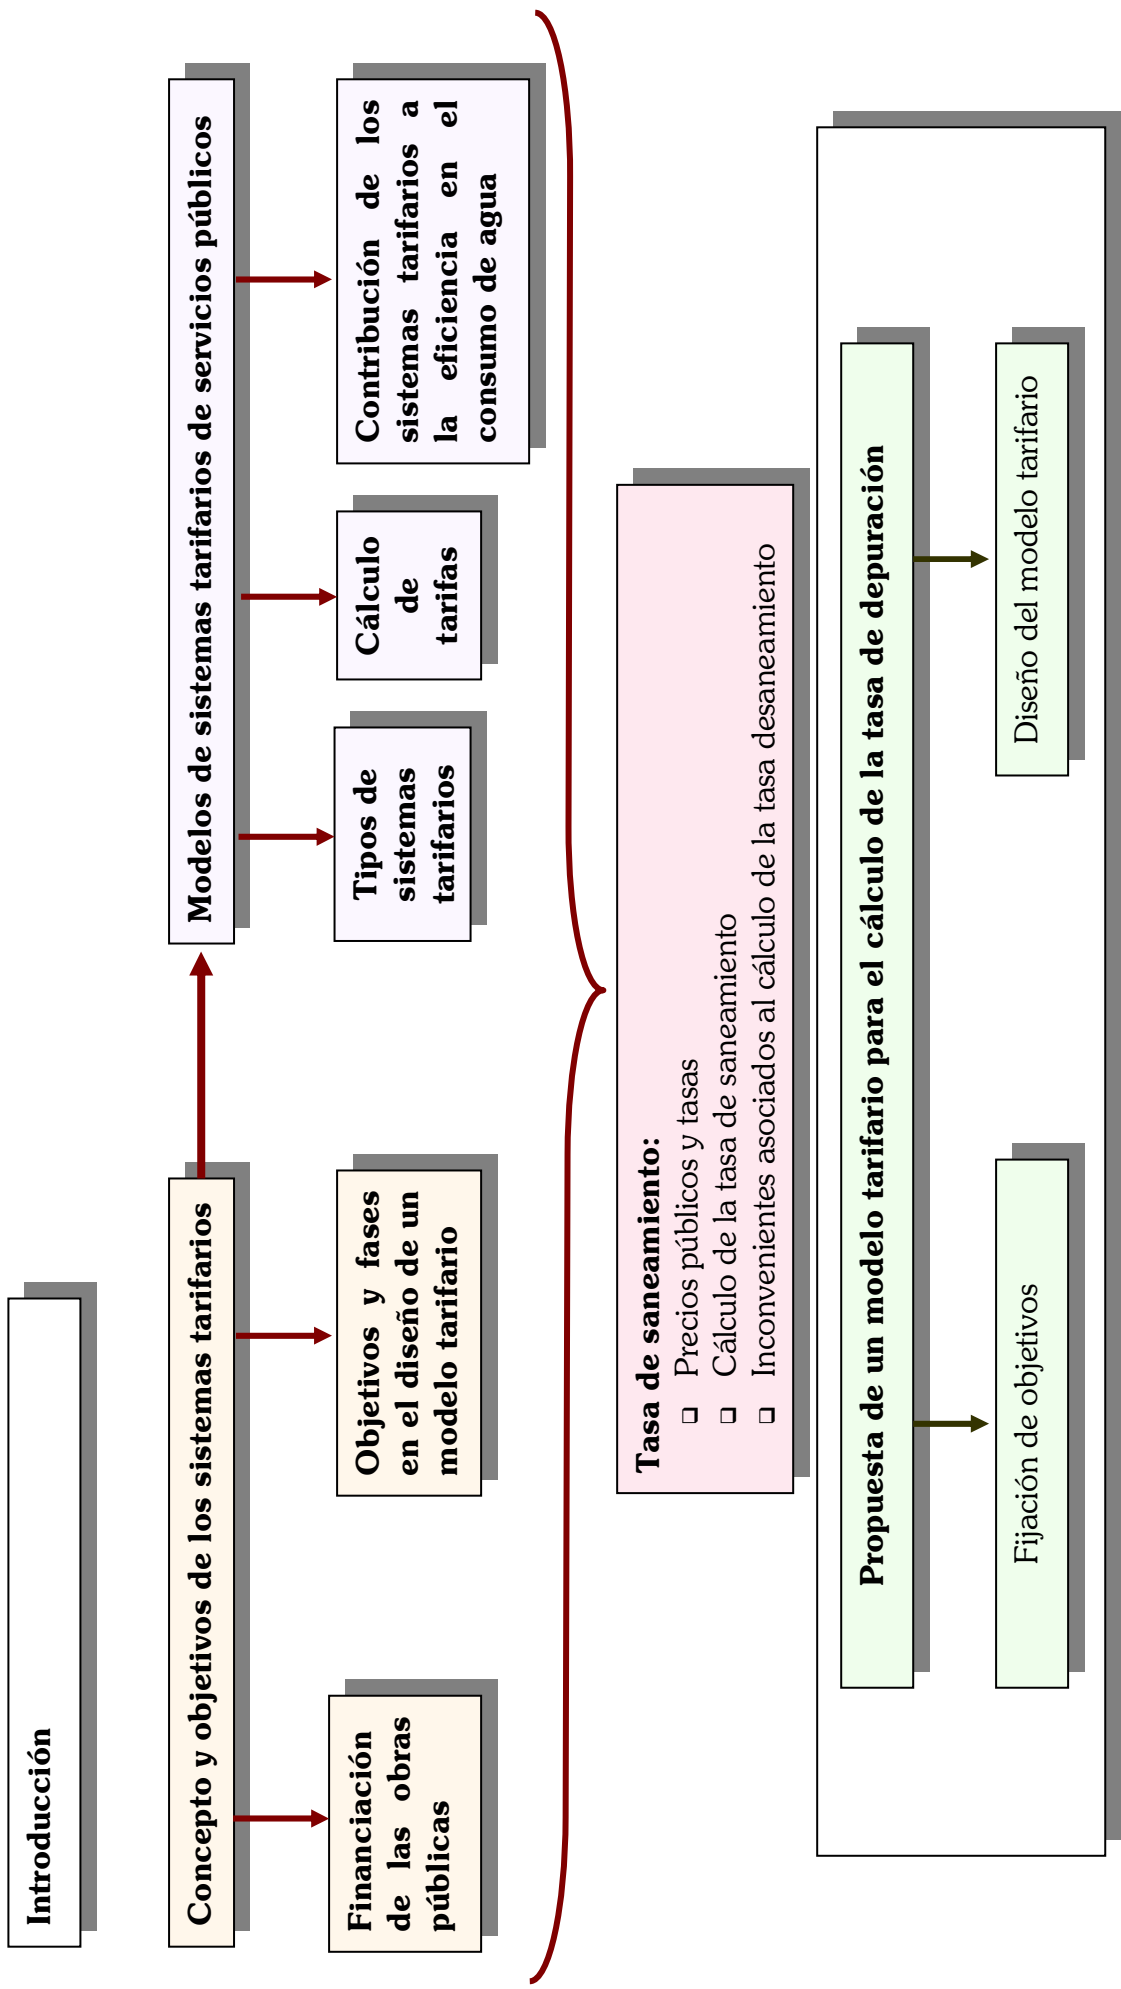 Introducción
Concepto y objetivos de los sistemas tarifarios
Modelos de sistemas tarifarios de servicios públicos
Financiación
de las obras
públicas
Objetivos y fases
en el diseño de un
modelo tarifario
Tipos de
sistemas
tarifarios
Cálculo
de
tarifas
Contribución de los
sistemas tarifarios a
la eficiencia en el
consumo de agua
Tasa de saneamiento:
❑ Precios públicos y tasas
❑ Cálculo de la tasa de saneamiento
❑ Inconvenientes asociados al cálculo de la tasa desaneamiento
Propuesta de un modelo tarifario para el cálculo de la tasa de depuración
Fijación de objetivos
Diseño del modelo tarifario